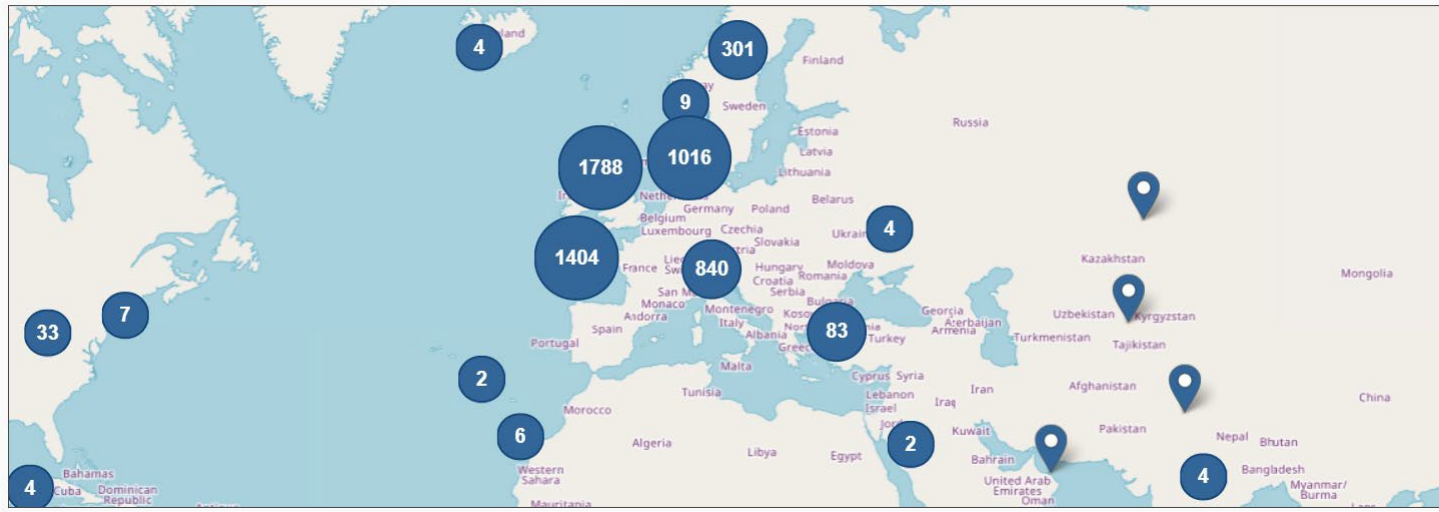 4
land
301
Finland
9
ay
Sweden
Russia
Estonia
Latvia
Lithuania
1788
1016
Belarus
Germany
Poland
Belgium
Luxembourg
Czechia
Slovakia
Ukrain
4
1404
France
840
Hungary
Moldova
Romania
Croatia
Serbia
Kazakhstan
Mongolia
Monaco
Andorra
Montenegro
Italy
Albania
Spain
Portugal
83
Turkey
Georgia
Azerbaijan
Armenia
Uzbekistan
Kyrgyzstan
Turkmenistan
Tajikistan
33
7
Malta
Tunisia
Cyprus
Syria
Lebanon
Israel
Iraq
Iran
Afghanistan
China
2
Morocco
6
Algeria
Libya
Egypt
2
Kuwait
Bahrain
Pakistan
Nepal
Bhutan
Bangladesh
4
Bahamas
Cuba
Dominican
Republic
Western
Sahara
Mauritania
United Arab
Emirates
Oman
4
Myanmar/
Burma